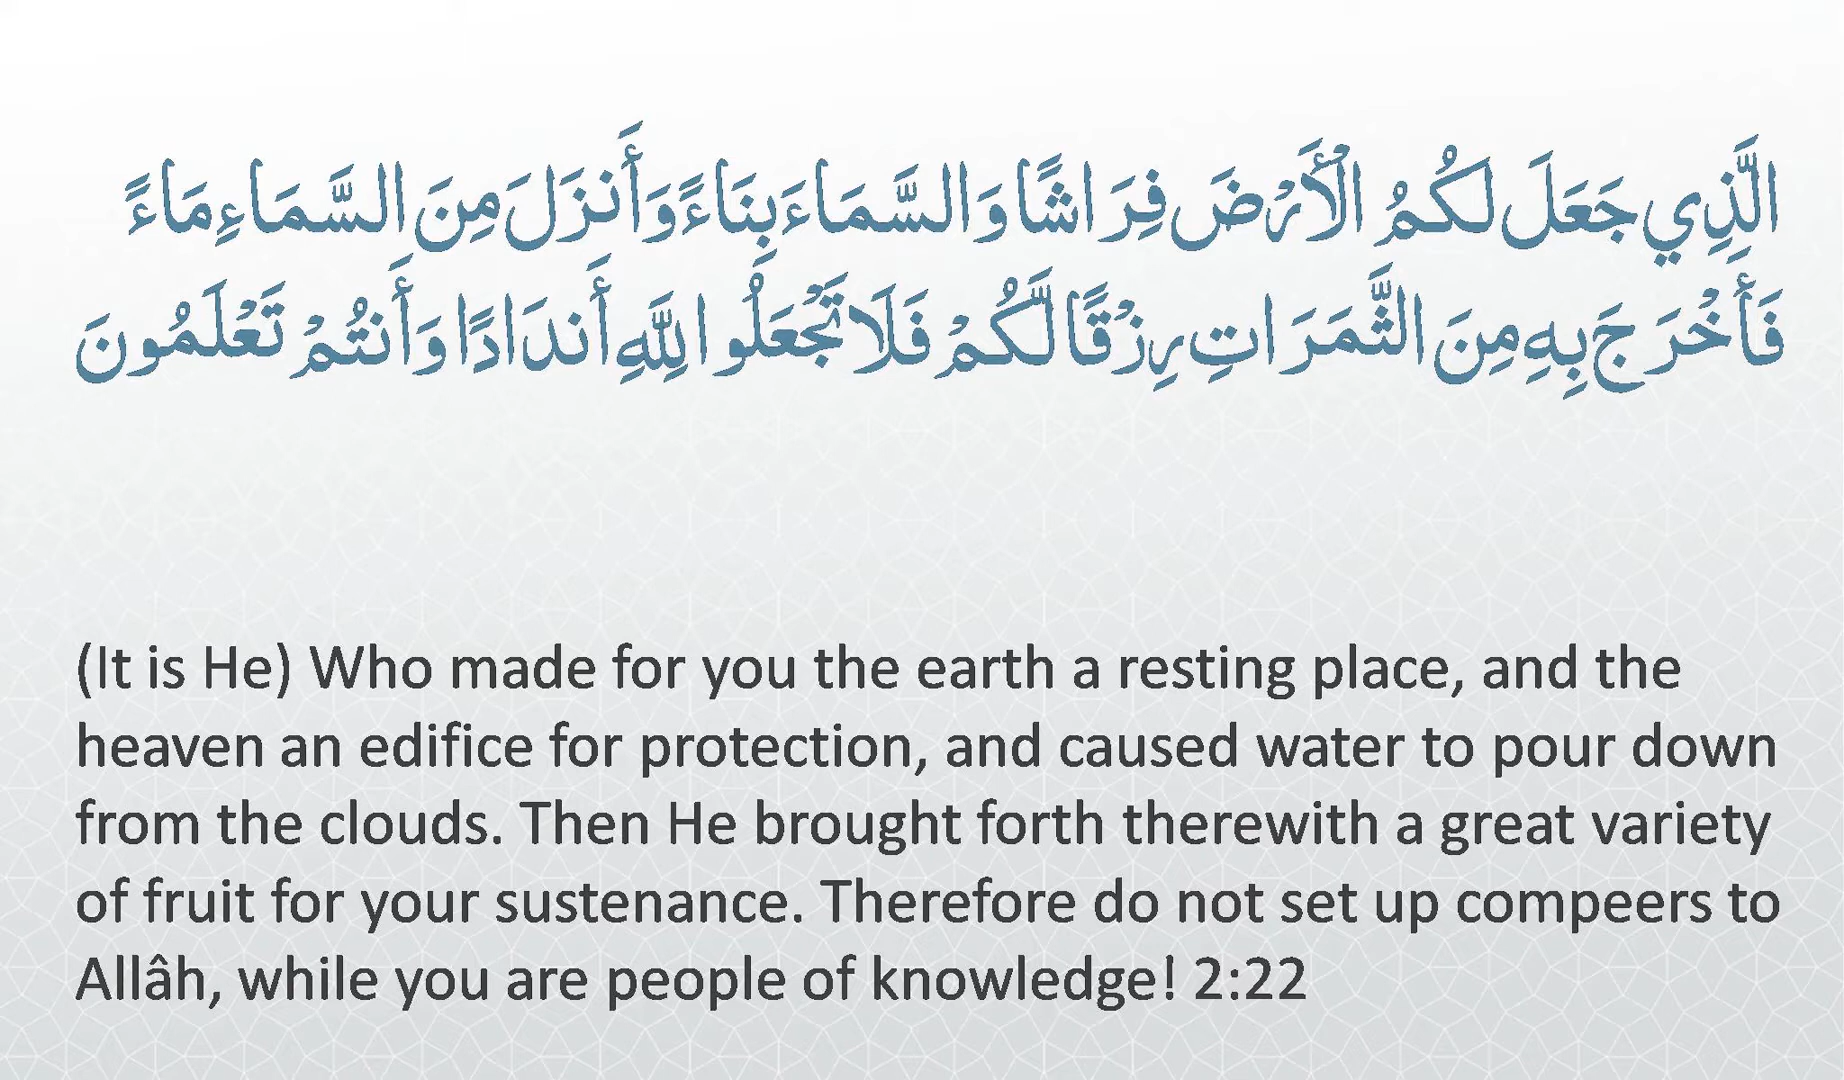 الَّذِي جَعَلَ لَكُمُ الْأَرْضَ فِرَاشًا وَالسَّمَاءَ بِنَاءً وَأَنزَلَ مِنَ السَّمَاءِ مَاءً
فَأَخْرَجَ بِهِ مِنَ الثَّمَرَاتِ رِزْقًا لَّكُمْ فَلَا تَجْعَلُوا لِلَّهِ أَندَادًا وَأَنتُمْ تَعْلَمُونَ
(It is He) Who made for you the earth a resting place, and the
heaven an edifice for protection, and caused water to pour down
from the clouds. Then He brought forth therewith a great variety
of fruit for your sustenance. Therefore do not set up compeers to
Allâh, while you are people of knowledge! 2:22